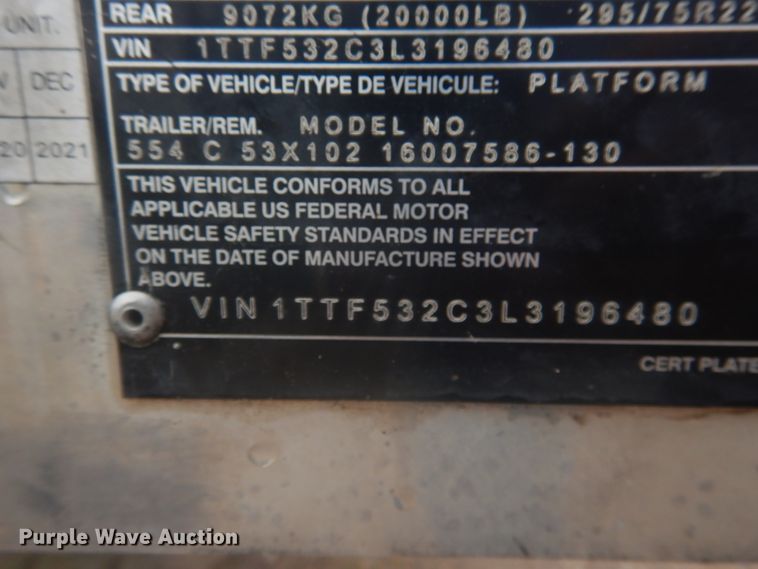 UNIT.
DEC
20 2021
REAR 9072KG (20000LB) 295/75R22
VIN 1TTF532C3L3196480
TYPE OF VEHICLE/TYPE DE VEHICULE: PLATFORM
TRAILER/REM. MODEL NO.
554 C 53X102 16007586-130
THIS VEHICLE CONFORMS TO ALL
APPLICABLE US FEDERAL MOTOR
VEHICLE SAFETY STANDARDS IN EFFECT
ON THE DATE OF MANUFACTURE SHOWN
ABOVE.
VIN 1TTF532C3L3196480
CERT PLATE
Purple Wave Auction